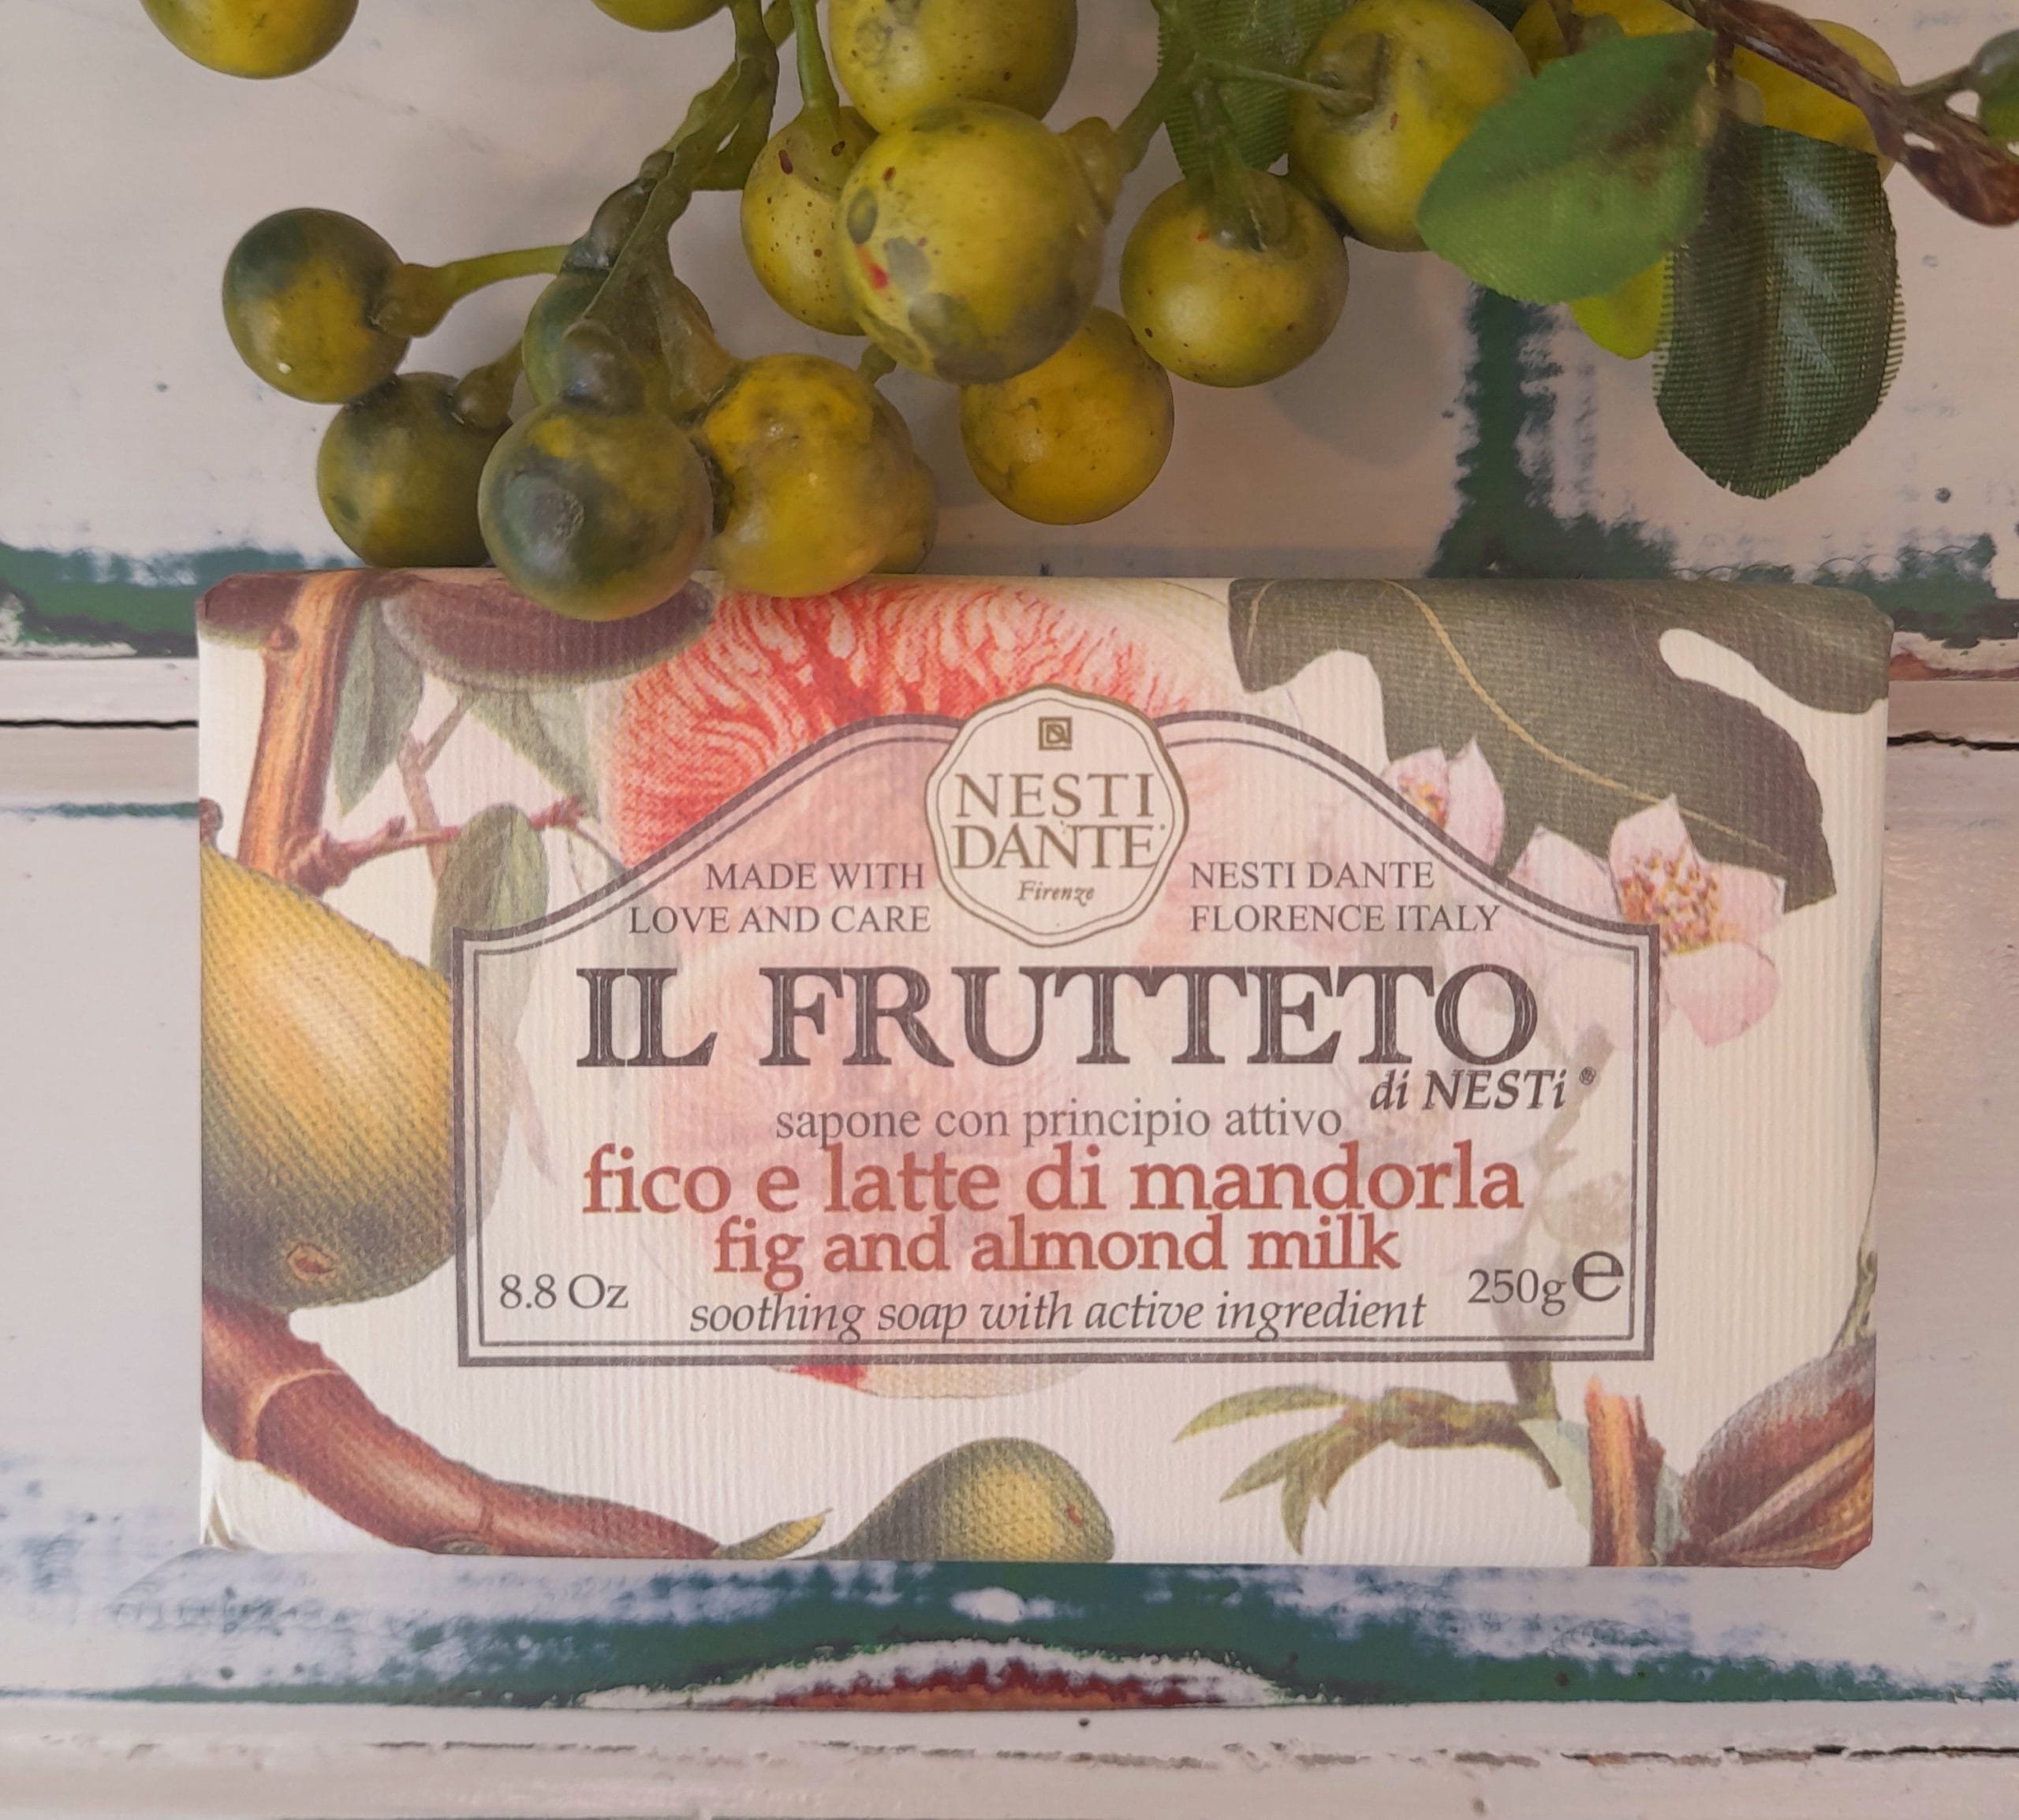 NESTI
DANTE
Firenze
MADE WITH
LOVE AND CARE
NESTI DANTE
FLORENCE ITALY
IL FRUTTETO
di NESTi®
sapone con principio attivo
fico e latte di mandorla
fig and almond milk
8.8 Oz
soothing soap with active ingredient
250g e